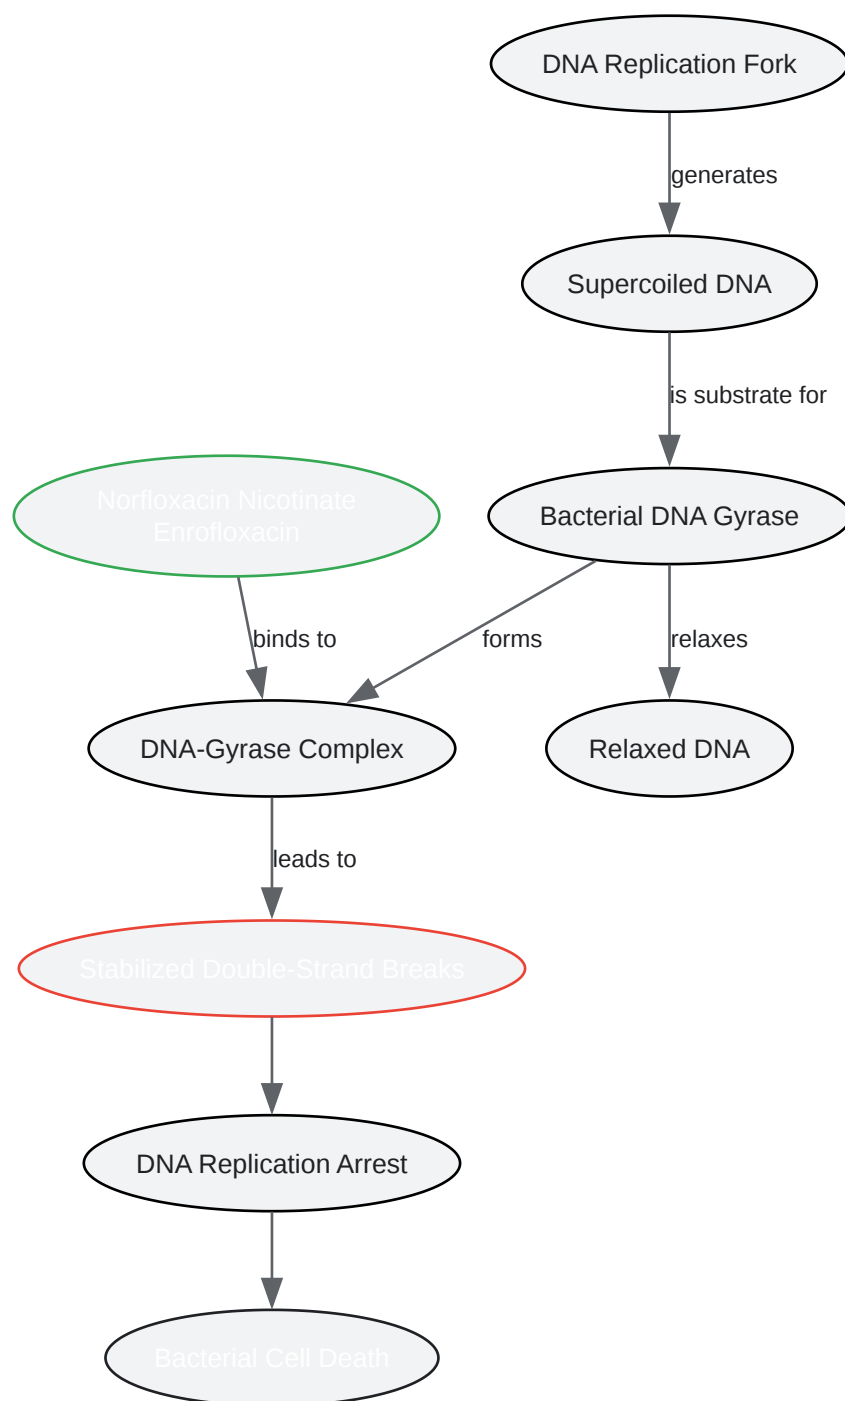 DNA Replication Fork
generates
Supercoiled DNA
is substrate for
Norfloxacin Nicotinate
Enrofloxacin
Bacterial DNA Gyrase
binds to
forms
relaxes
DNA-Gyrase Complex
Relaxed DNA
leads to
Stabilized Double-Strand Breaks
DNA Replication Arrest
Bacterial Cell Death